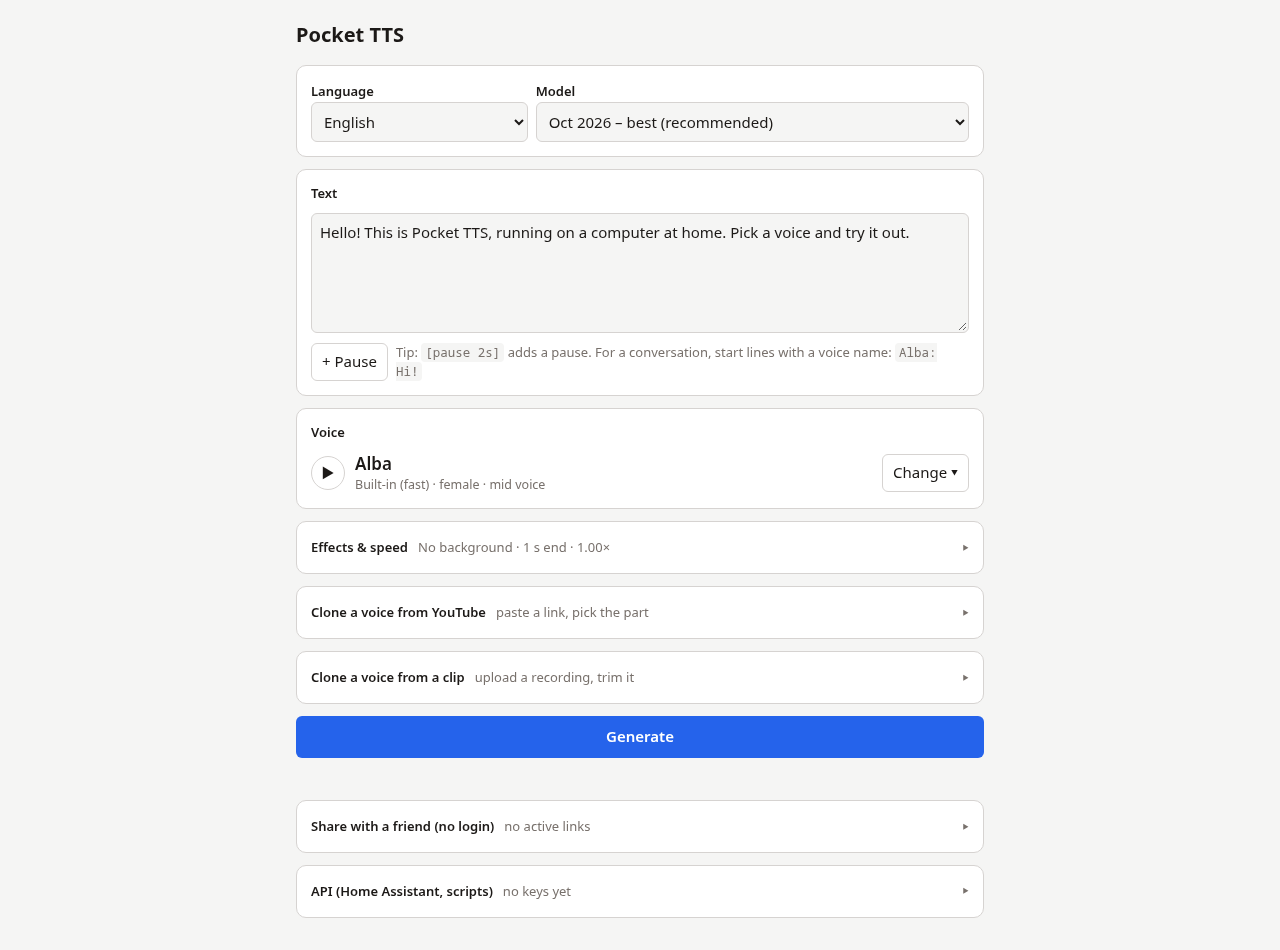 Pocket TTS
Language
Model
English
Oct 2026 – best (recommended)
Text
Hello! This is Pocket TTS, running on a computer at home. Pick a voice and try it out.
+ Pause
Tip: [pause 2s] adds a pause. For a conversation, start lines with a voice name: Alba:
Hi!
Voice
Alba
Built-in (fast) · female · mid voice
Change ▾
Effects & speed No background · 1 s end · 1.00×
Clone a voice from YouTube paste a link, pick the part
Clone a voice from a clip upload a recording, trim it
Generate
Share with a friend (no login) no active links
API (Home Assistant, scripts) no keys yet